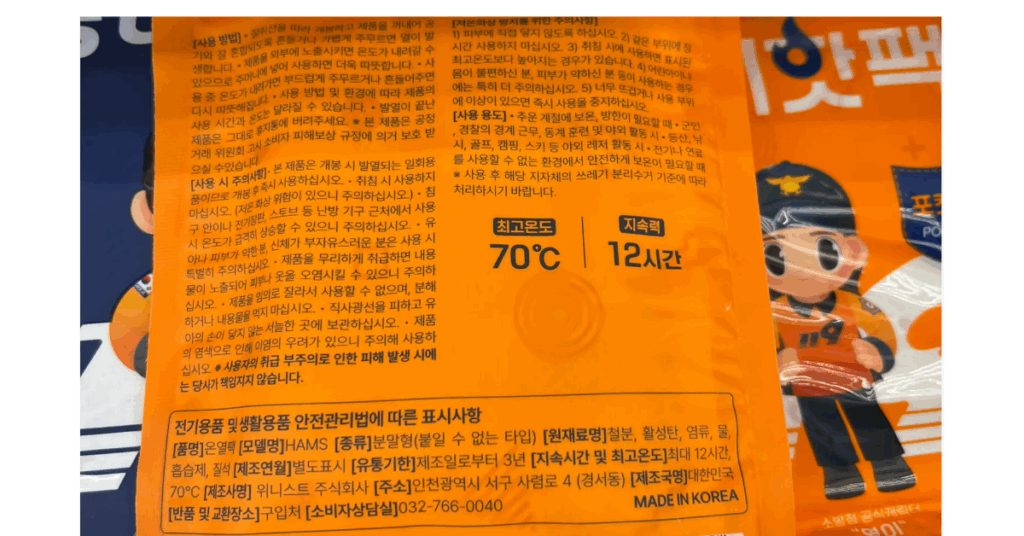 핫팩
[사용 방법] • 절취선을 따라 개봉하고 제품을 꺼내어 공
기와 잘 혼합되도록 흔들거나 가볍게 주무르면 열이 발
생합니다. • 제품을 외부에 노출시키면 온도가 내려갈 수
있으므로 주머니에 넣어 사용하면 더욱 따뜻합니다. • 사
용 중 온도가 내려가면 부드럽게 주무르거나 흔들어주면
다시 따뜻해집니다. • 사용 방법 및 환경에 따라 제품의
사용 시간과 온도는 달라질 수 있습니다. • 발열이 끝난
제품은 그대로 휴지통에 버려주세요. ※ 본 제품은 공정
거래 위원회 고시 소비자 피해보상 규정에 의거 보호 받
으실 수 있습니다.
[사용 시 주의사항] • 본 제품은 개봉 시 발열되는 일회용
품이므로 개봉 후 즉시 사용하십시오. • 취침 시 사용하지
마십시오. (저온화상 위험이 있으니 주의하십시오.) • 침
구 안이나 전기장판, 스토브 등 난방 기구 근처에서 사용
시 온도가 급격히 상승할 수 있으니 주의하십시오. • 유
아나 피부가 약한 분, 신체가 부자유스러운 분은 사용 시
특별히 주의하십시오. • 제품을 무리하게 취급하면 내용
물이 노출되어 피부나 옷을 오염시킬 수 있으니 주의하
십시오. • 제품을 임의로 잘라서 사용할 수 없으며, 분해
하거나 내용물을 먹지 마십시오. • 직사광선을 피하고 유
아의 손이 닿지 않는 서늘한 곳에 보관하십시오. • 제품
의 염색으로 인해 이염의 우려가 있으니 주의해 사용하
십시오. ※ 사용자의 취급 부주의로 인한 피해 발생 시에
는 당사가 책임지지 않습니다.
[저온화상 방지를 위한 주의사항]
1) 피부에 직접 닿지 않도록 하십시오. 2) 같은 부위에 장
시간 사용하지 마십시오. 3) 취침 시에 사용하면 표시된
최고온도보다 높아지는 경우가 있습니다. 4) 어린아이나
몸이 불편하신 분, 피부가 약하신 분 등이 사용하는 경우
에는 특히 더 주의하십시오. 5) 너무 뜨겁거나 사용 부위
에 이상이 있으면 즉시 사용을 중지하십시오.
[사용 용도] • 추운 계절에 보온, 방한이 필요할 때 • 군인
, 경찰의 경계 근무, 동계 훈련 및 야외 활동 시 • 등산, 낚
시, 골프, 캠핑, 스키 등 야외 레저 활동 시 • 전기나 연료
를 사용할 수 없는 환경에서 안전하게 보온이 필요할 때
※ 사용 후 해당 지자체의 쓰레기 분리수거 기준에 따라
처리하시기 바랍니다.
최고온도
70℃
지속력
12시간
전기용품 및 생활용품 안전관리법에 따른 표시사항
[품명]온열팩 [모델명]HAMS [종류]분말형(붙일 수 없는 타입) [원재료명]철분, 활성탄, 염류, 물,
흡습제, 질석 [제조연월]별도표시 [유통기한]제조일로부터 3년 [지속시간 및 최고온도]최대 12시간,
70℃ [제조사명] 위니스트 주식회사 [주소]인천광역시 서구 사렴로 4 (경서동) [제조국명]대한민국
[반품 및 교환장소]구입처 [소비자상담실]032-766-0040
MADE IN KOREA
119
소방청 공식캐릭터